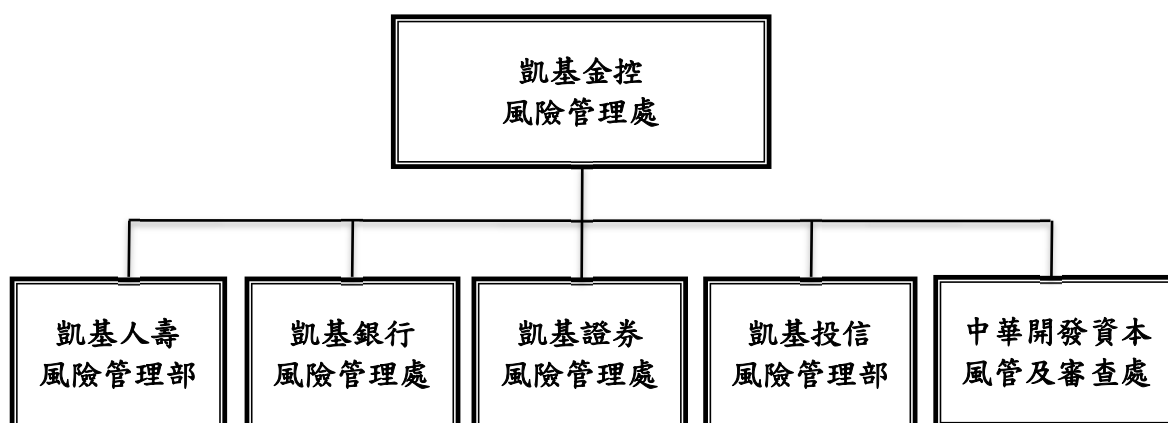 凱基金控
風險管理處
凱基人壽
風險管理部
凱基銀行
風險管理處
凱基證券
風險管理處
凱基投信
風險管理部
中華開發資本
風管及審查處